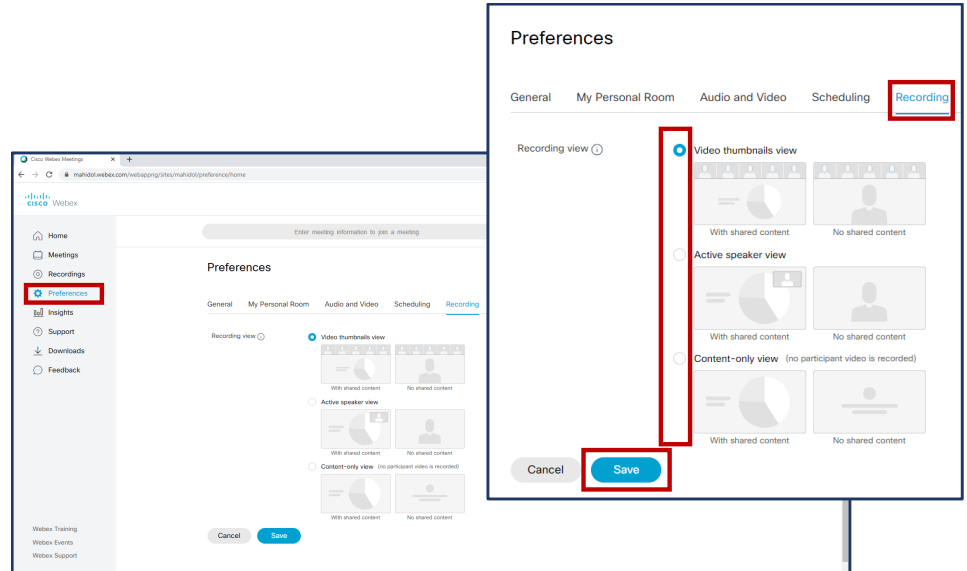 Preferences
General My Personal Room Audio and Video Scheduling Recording
Recording view
Video thumbnails view
With shared content No shared content
Active speaker view
With shared content No shared content
Content-only view (no participant video is recorded)
With shared content No shared content
Cancel Save
Cisco Webex Meetings
mahidol.webex.com/webappng/sites/mahidol/preference/home
CISCO Webex
Enter meeting information to join a meeting
Home
Meetings
Recordings
Preferences
Insights
Support
Downloads
Feedback
Webex Training
Webex Events
Webex Support
Preferences
General My Personal Room Audio and Video Scheduling Recording
Recording view
Video thumbnails view
With shared content No shared content
Active speaker view
With shared content No shared content
Content-only view (no participant video is recorded)
With shared content No shared content
Cancel Save